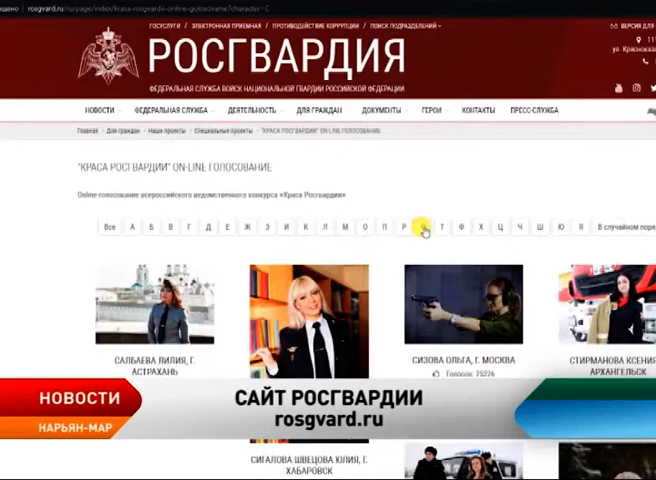 rosgvard.ru/ru/page/index/krasa-rosgvardii-online-golosovanie?character=С
ГОСУСЛУГИ / ЭЛЕКТРОННАЯ ПРИЕМНАЯ / ПРОТИВОДЕЙСТВИЕ КОРРУПЦИИ / ПОИСК ПОДРАЗДЕЛЕНИЙ
ВЕРСИЯ ДЛЯ
РОСГВАРДИЯ
ФЕДЕРАЛЬНАЯ СЛУЖБА ВОЙСК НАЦИОНАЛЬНОЙ ГВАРДИИ РОССИЙСКОЙ ФЕДЕРАЦИИ
НОВОСТИ ФЕДЕРАЛЬНАЯ СЛУЖБА ДЕЯТЕЛЬНОСТЬ ДЛЯ ГРАЖДАН ДОКУМЕНТЫ ГЕРОИ КОНТАКТЫ ПРЕСС-СЛУЖБА
Главная Для граждан Наши проекты Специальные проекты "КРАСА РОСГВАРДИИ" ON-LINE ГОЛОСОВАНИЕ
"КРАСА РОСГВАРДИИ" ON-LINE ГОЛОСОВАНИЕ
Online-голосование всероссийского ведомственного конкурса «Краса Росгвардии»
Все А Б В Г Д Е Ж З И К Л М О П Р Т Ф Х Ц Ч Ш Ю Я В случайном
САЛБАЕВА ЛИЛИЯ, Г.
АСТРАХАНЬ
СИЗОВА ОЛЬГА, Г. МОСКВА
Голосов: 25226
СТИРМАНОВА КСЕНИЯ
АРХАНГЕЛЬСК
НОВОСТИ
НАРЬЯН-МАР
САЙТ РОСГВАРДИИ
rosgvard.ru
СИГАЛОВА ШВЕЦОВА ЮЛИЯ, Г.
ХАБАРОВСК